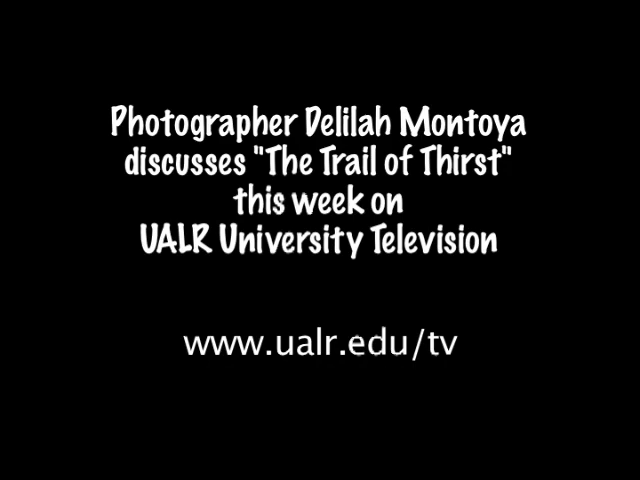 Photographer Delilah Montoya
discusses "The Trail of Thirst"
this week on
UALR University Television
www.ualr.edu/tv